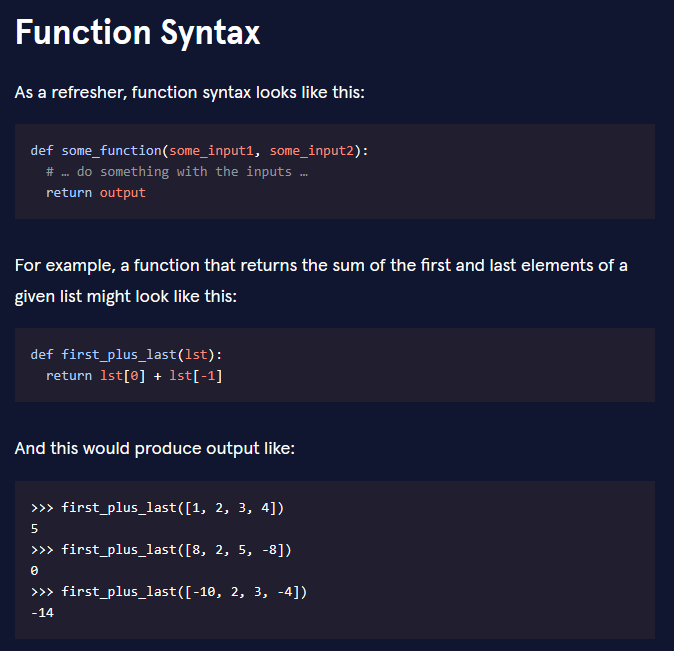 Function Syntax
As a refresher, function syntax looks like this:
def some_function(some_input1, some_input2):
  # … do something with the inputs …
  return output
For example, a function that returns the sum of the first and last elements of a
given list might look like this:
def first_plus_last(lst):
  return lst[0] + lst[-1]
And this would produce output like:
>>> first_plus_last([1, 2, 3, 4])
5
>>> first_plus_last([8, 2, 5, -8])
0
>>> first_plus_last([-10, 2, 3, -4])
-14